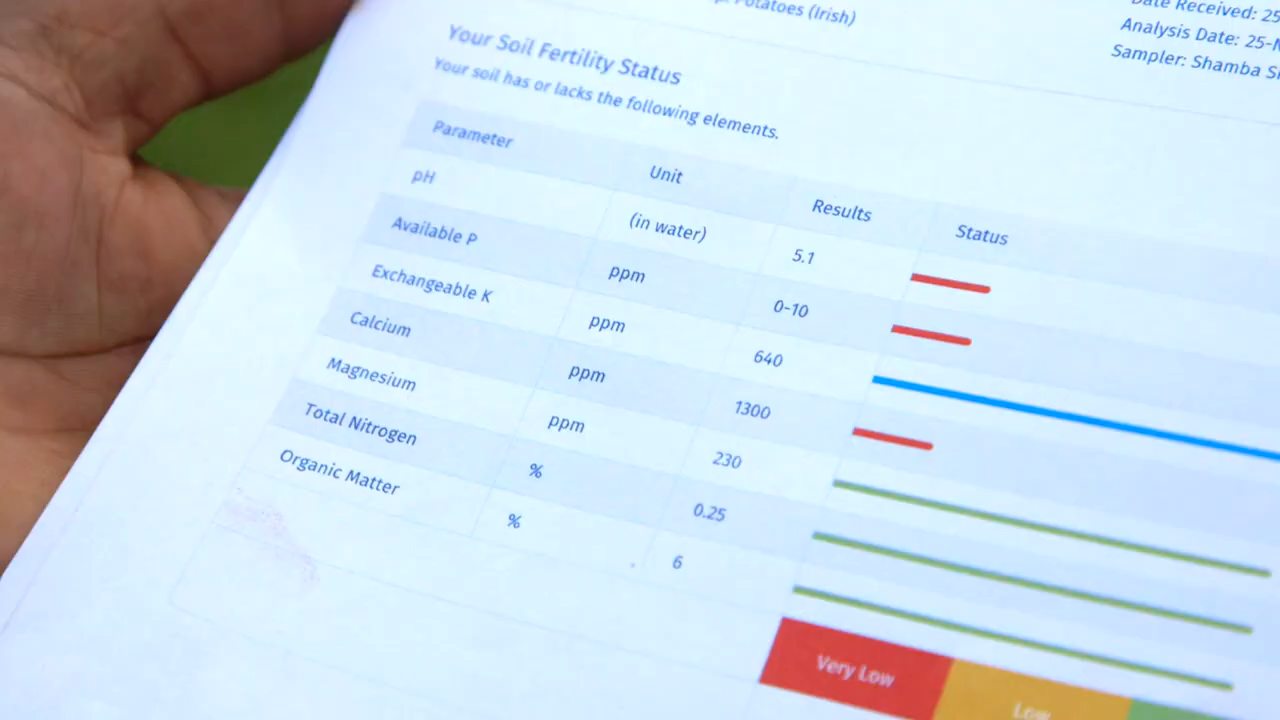 Potatoes (Irish)
Date Received: 25
Analysis Date: 25-
Sampler: Shamba
Your Soil Fertility Status
Your soil has or lacks the following elements.
Parameter Unit Results Status
pH (in water) 5.1
Available P ppm 0-10
Exchangeable K ppm 640
Calcium ppm 1300
Magnesium ppm 230
Total Nitrogen % 0.25
Organic Matter % 6
Very Low Low